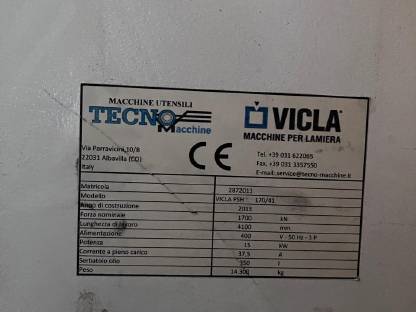 MACCHINE UTENSILI
TECNO
Macchine
VICLA
MACCHINE PER LAMIERA
Via Parravicini,10/B
22031 Albavilla (CO)
Italy
CE
Tel. +39 031 622065
Fax. +39 031 3357550
E-mail:service@tecno-macchine.it
Matricola 2872013
Modello VICLA PSH 170/41
Anno di costruzione 2013
Forza nominale 1700 kN
Lunghezza di lavoro 4100 mm
Alimentazione 400 V - 50 Hz - 3 P
Potenza 15 kW
Corrente a pieno carico 37,5 A
Serbatoio olio 350 l
Peso 14.300 kg